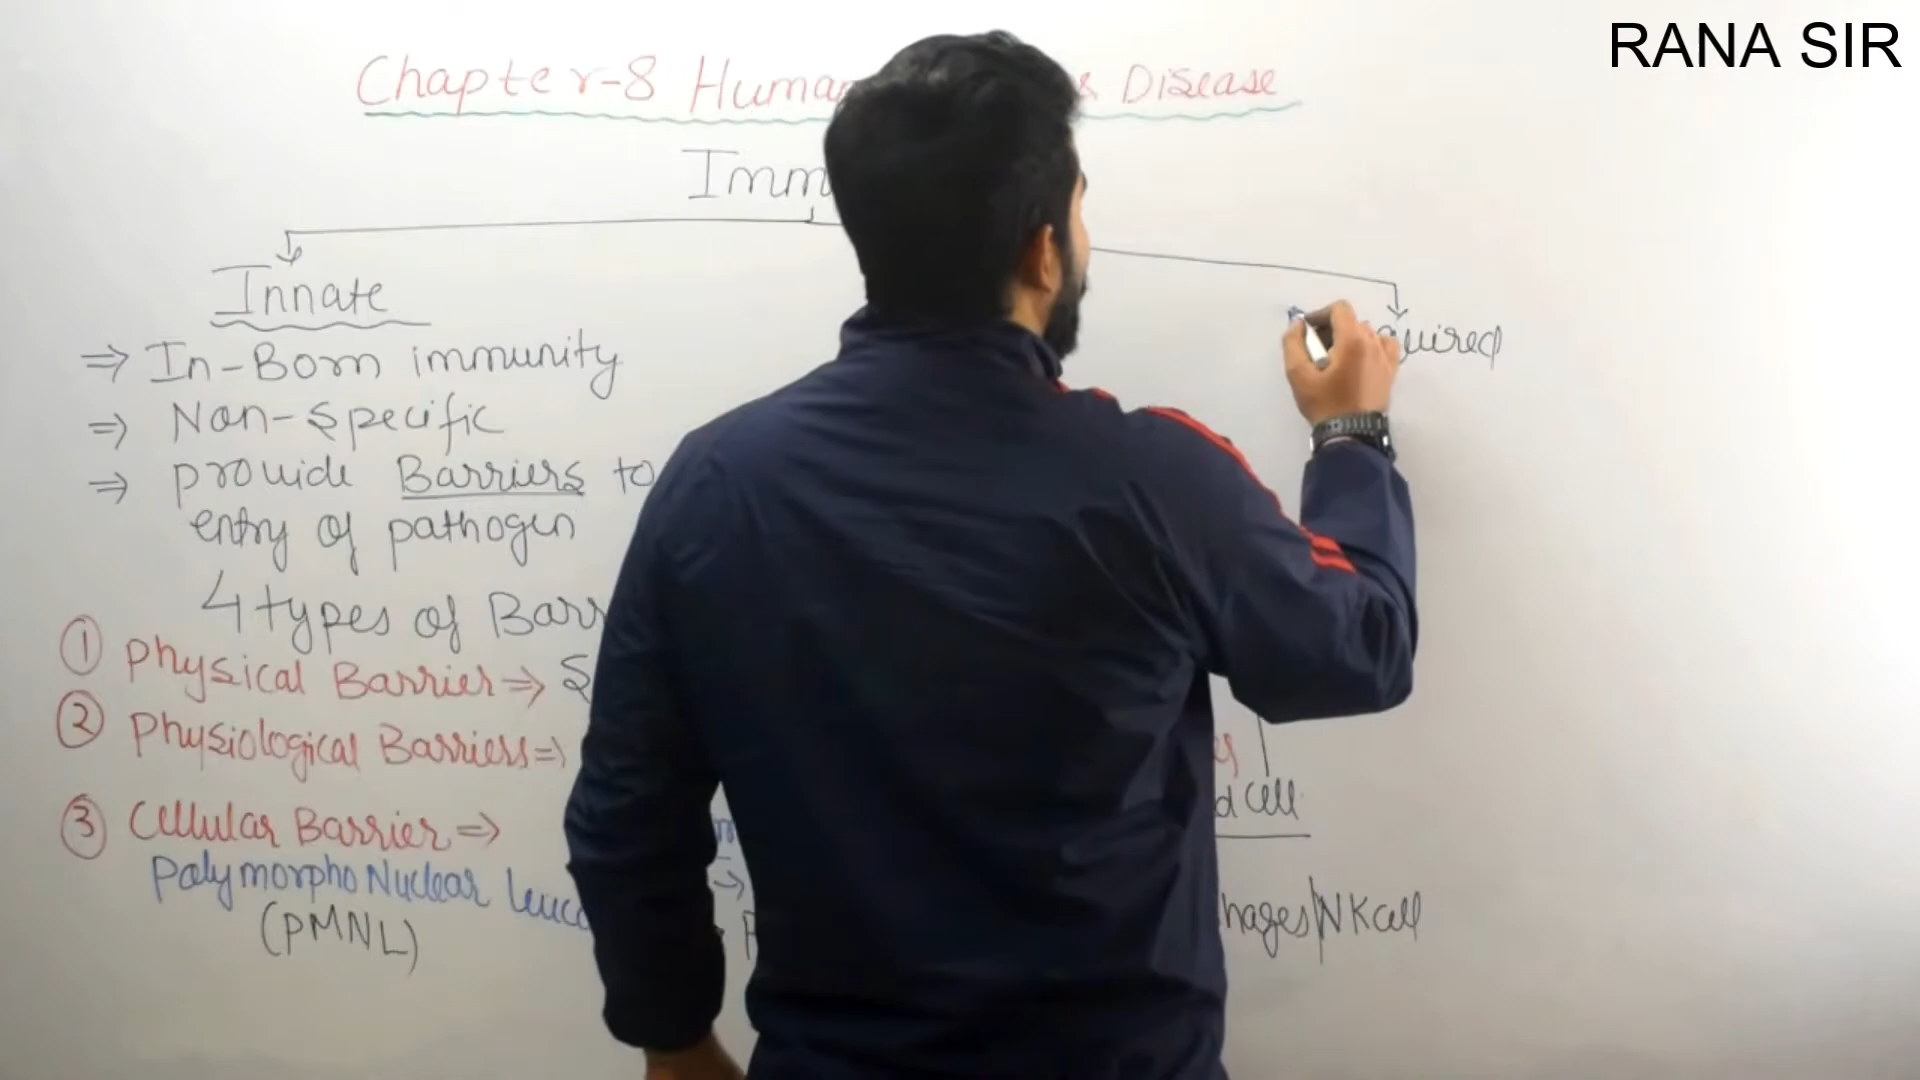 RANA SIR
Chapter-8 Human & Disease
Imm
Innate
⇒ In-Born immunity
⇒ Non-specific
⇒ provide Barriers to
entry of pathogen
4 types of Barr
① Physical Barrier ⇒ S
② Physiological Barriers ⇒
③ Cellular Barrier ⇒
Polymorpho Nuclear leuco
(PMNL)
quired
d cell
hages/NK cell